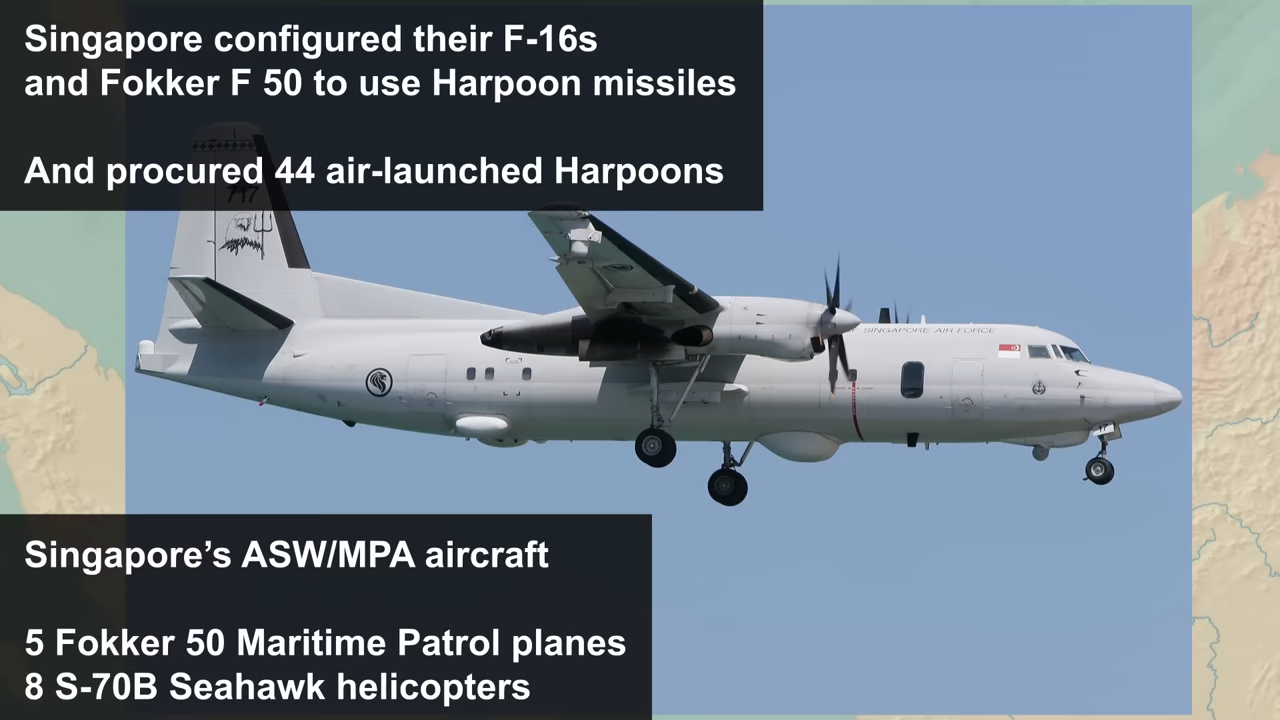 Singapore configured their F-16s
and Fokker F 50 to use Harpoon missiles
And procured 44 air-launched Harpoons
717
SINGAPORE AIR FORCE
Singapore’s ASW/MPA aircraft
5 Fokker 50 Maritime Patrol planes
8 S-70B Seahawk helicopters